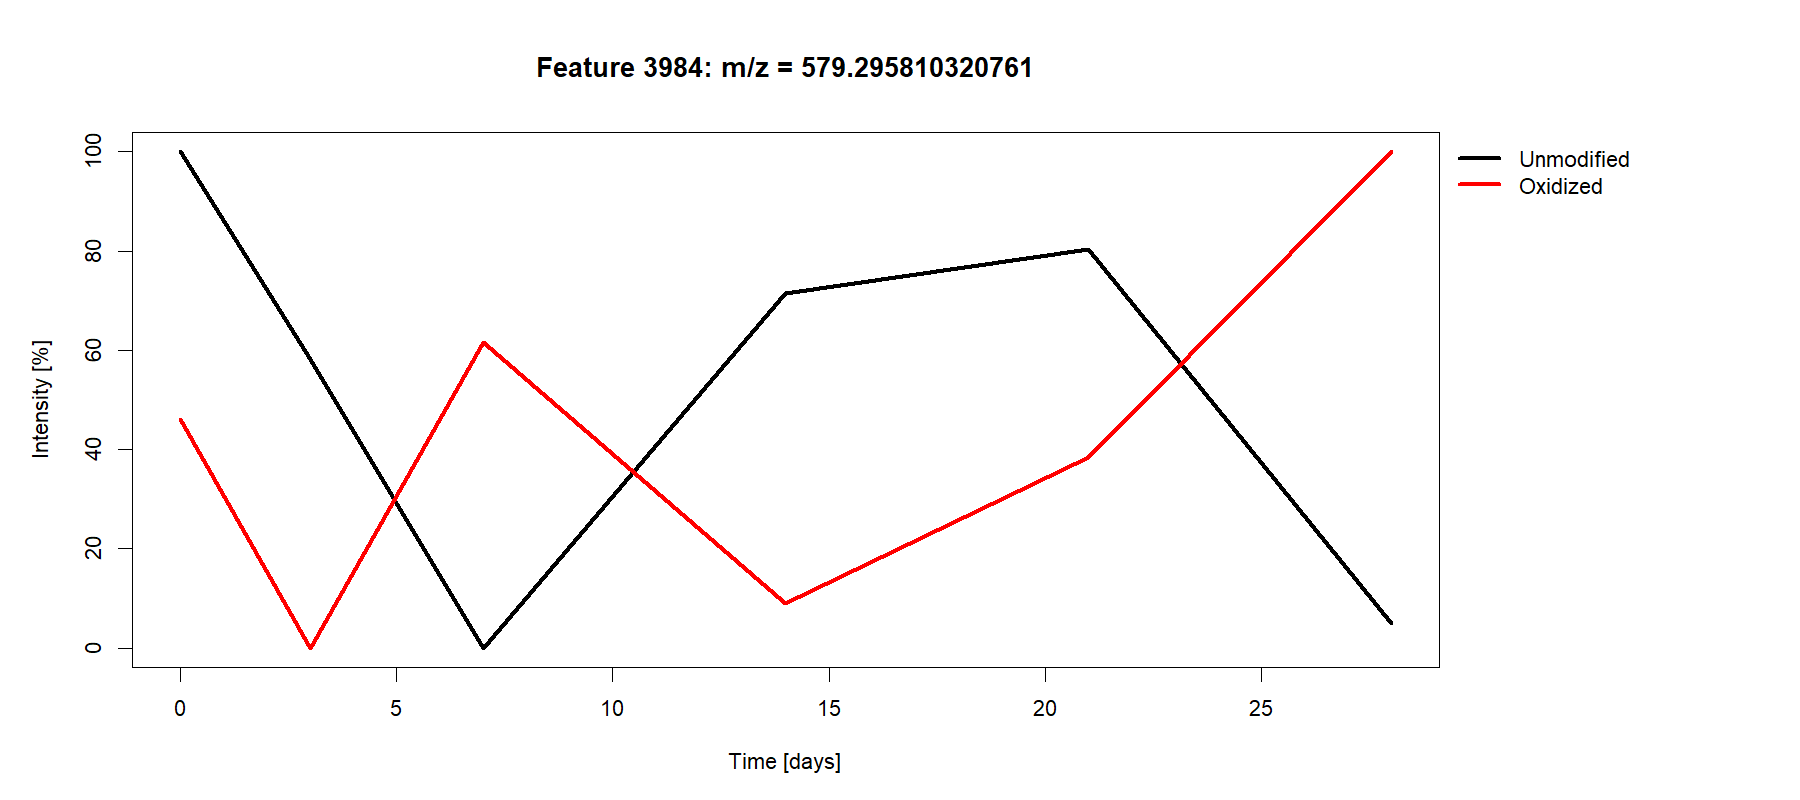 Feature 3984: m/z = 579.295810320761
Unmodified
Oxidized
Intensity [%]
100
80
60
40
20
0
0 5 10 15 20 25
Time [days]